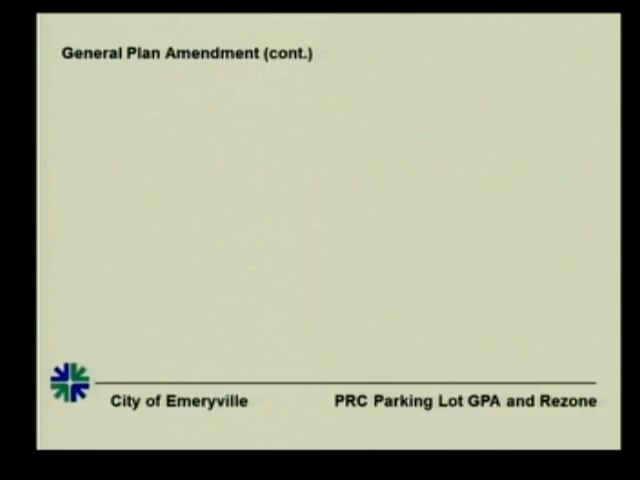 General Plan Amendment (cont.)
City of Emeryville
PRC Parking Lot GPA and Rezone